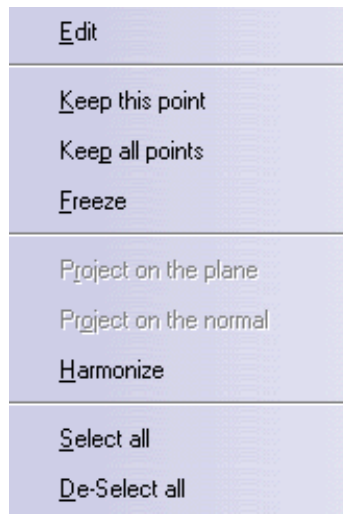 Edit
Keep this point
Keep all points
Freeze
Project on the plane
Project on the normal
Harmonize
Select all
De-Select all